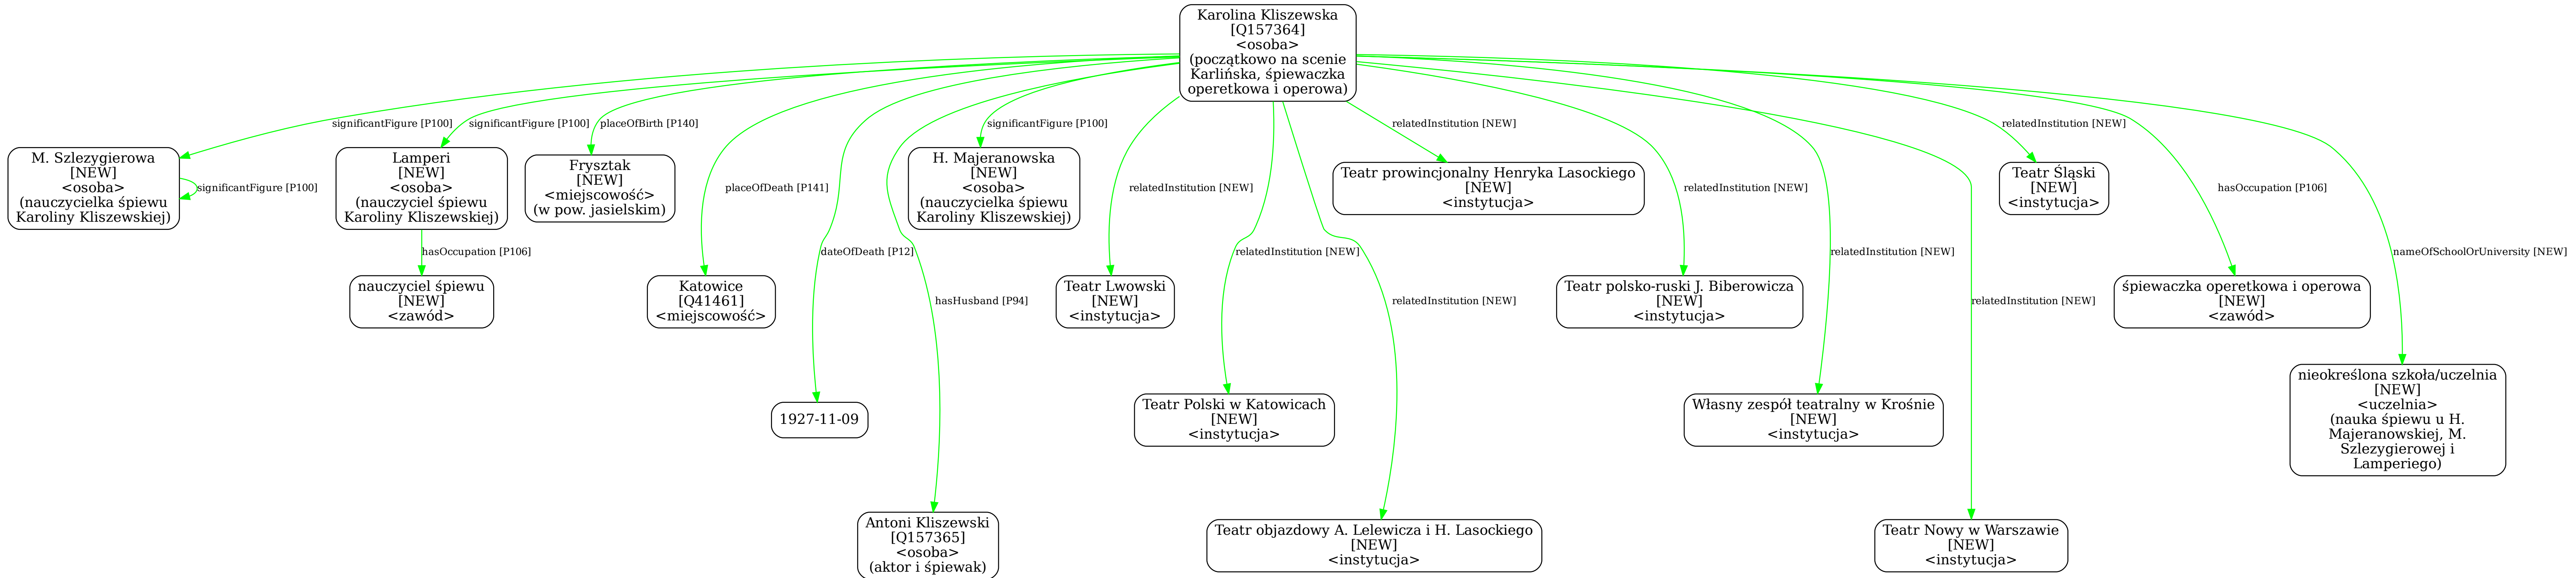 Karolina Kliszewska
[Q157364]
<osoba>
(początkowo na scenie
Karlińska, śpiewaczka
operetkowa i operowa)
significantFigure [P100]
significantFigure [P100]
placeOfBirth [P140]
significantFigure [P100]
relatedInstitution [NEW]
relatedInstitution [NEW]
M. Szlezygierowa
[NEW]
<osoba>
(nauczycielka śpiewu
Karoliny Kliszewskiej)
significantFigure [P100]
Lamperi
[NEW]
<osoba>
(nauczyciel śpiewu
Karoliny Kliszewskiej)
Frysztak
[NEW]
<miejscowość>
(w pow. jasielskim)
placeOfDeath [P141]
H. Majeranowska
[NEW]
<osoba>
(nauczycielka śpiewu
Karoliny Kliszewskiej)
relatedInstitution [NEW]
Teatr prowincjonalny Henryka Lasockiego
[NEW]
<instytucja>
relatedInstitution [NEW]
Teatr Śląski
[NEW]
<instytucja>
hasOccupation [P106]
hasOccupation [P106]
dateOfDeath [P12]
relatedInstitution [NEW]
relatedInstitution [NEW]
nameOfSchoolOrUniversity [NEW]
nauczyciel śpiewu
[NEW]
<zawód>
Katowice
[Q41461]
<miejscowość>
hasHusband [P94]
Teatr Lwowski
[NEW]
<instytucja>
relatedInstitution [NEW]
Teatr polsko-ruski J. Biberowicza
[NEW]
<instytucja>
relatedInstitution [NEW]
śpiewaczka operetkowa i operowa
[NEW]
<zawód>
1927-11-09
Teatr Polski w Katowicach
[NEW]
<instytucja>
Własny zespół teatralny w Krośnie
[NEW]
<instytucja>
nieokreślona szkoła/uczelnia
[NEW]
<uczelnia>
(nauka śpiewu u H.
Majeranowskiej, M.
Szlezygierowej i
Lamperiego)
Antoni Kliszewski
[Q157365]
<osoba>
(aktor i śpiewak)
Teatr objazdowy A. Lelewicza i H. Lasockiego
[NEW]
<instytucja>
Teatr Nowy w Warszawie
[NEW]
<instytucja>